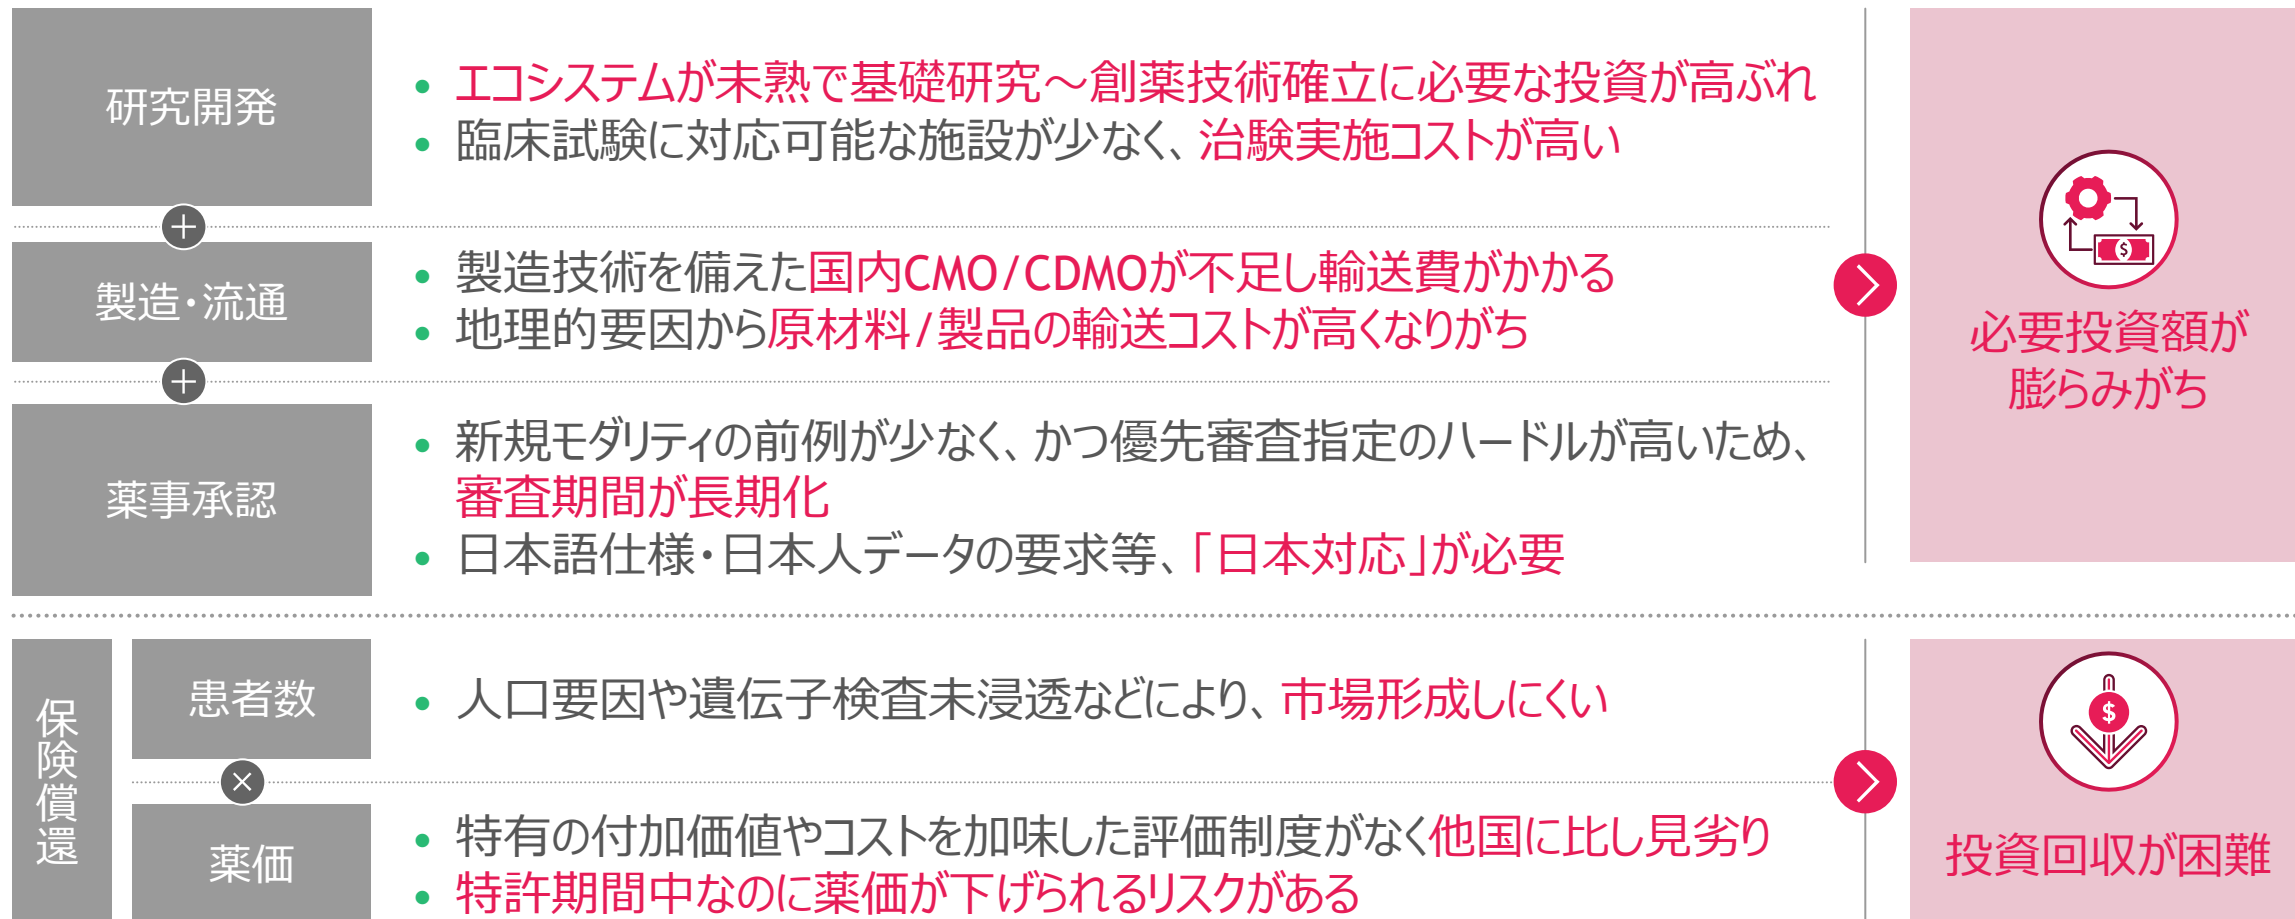 研究開発
エコシステムが未熟で基礎研究～創薬技術確立に必要な投資が高ぶれ
臨床試験に対応可能な施設が少なく、治験実施コストが高い
製造・流通
製造技術を備えた国内CMO/CDMOが不足し輸送費がかかる
地理的要因から原材料/製品の輸送コストが高くなりがち
薬事承認
新規モダリティの前例が少なく、かつ優先審査指定のハードルが高いため、
審査期間が長期化
日本語仕様・日本人データの要求等、「日本対応」が必要
必要投資額が
膨らみがち
保険償還
患者数
人口要因や遺伝子検査未浸透などにより、市場形成しにくい
薬価
特有の付加価値やコストを加味した評価制度がなく他国に比し見劣り
特許期間中なのに薬価が下げられるリスクがある
投資回収が困難